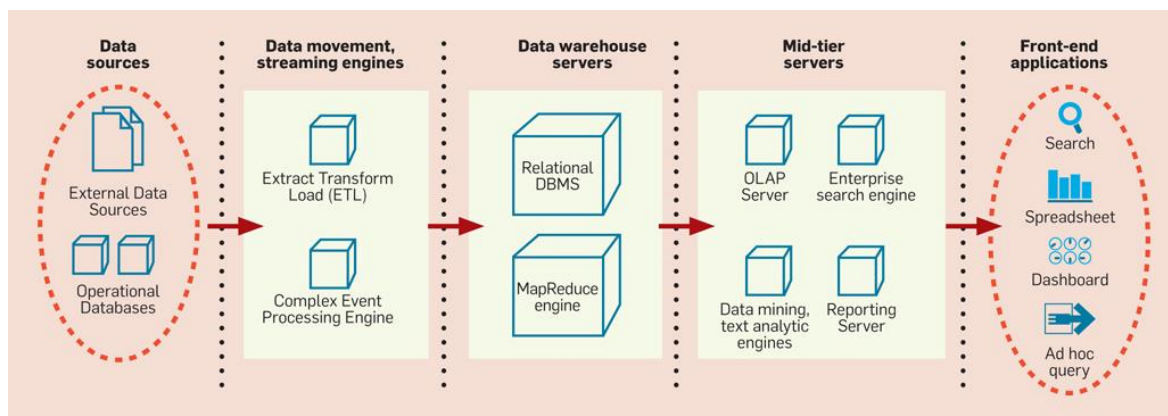 Data
sources
Data movement,
streaming engines
Data warehouse
servers
Mid-tier
servers
Front-end
applications
External Data
Sources
Operational
Databases
Extract Transform
Load (ETL)
Complex Event
Processing Engine
Relational
DBMS
MapReduce
engine
OLAP
Server
Enterprise
search engine
Data mining,
text analytic
engines
Reporting
Server
Search
Spreadsheet
Dashboard
Ad hoc
query